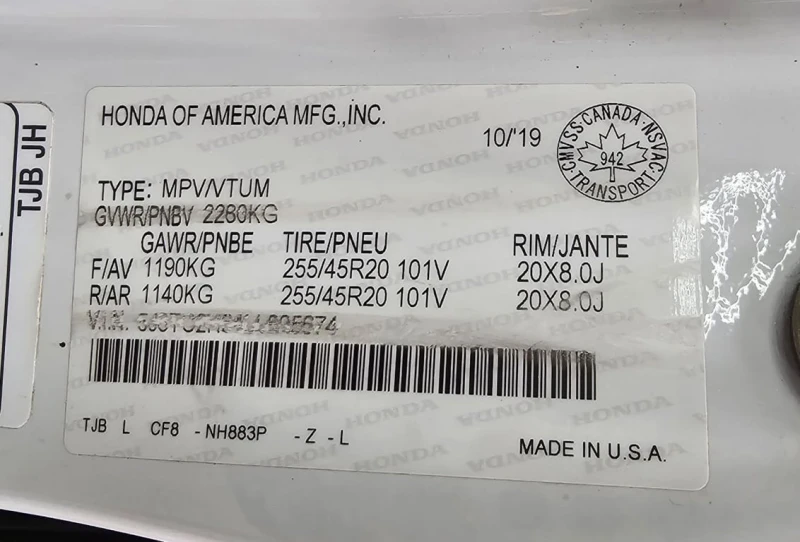 HONDA OF AMERICA MFG.,INC.
10/'19
CMVSS·CANADA·NSVAC·TRANSPORT
942
TJB JH
TYPE: MPV/VTUM
GVWR/PNBV 2280KG
GAWR/PNBE TIRE/PNEU RIM/JANTE
F/AV 1190KG 255/45R20 101V 20X8.0J
R/AR 1140KG 255/45R20 101V 20X8.0J
V.I.N.
TJB L CF8 - NH883P - Z - L
MADE IN U.S.A.